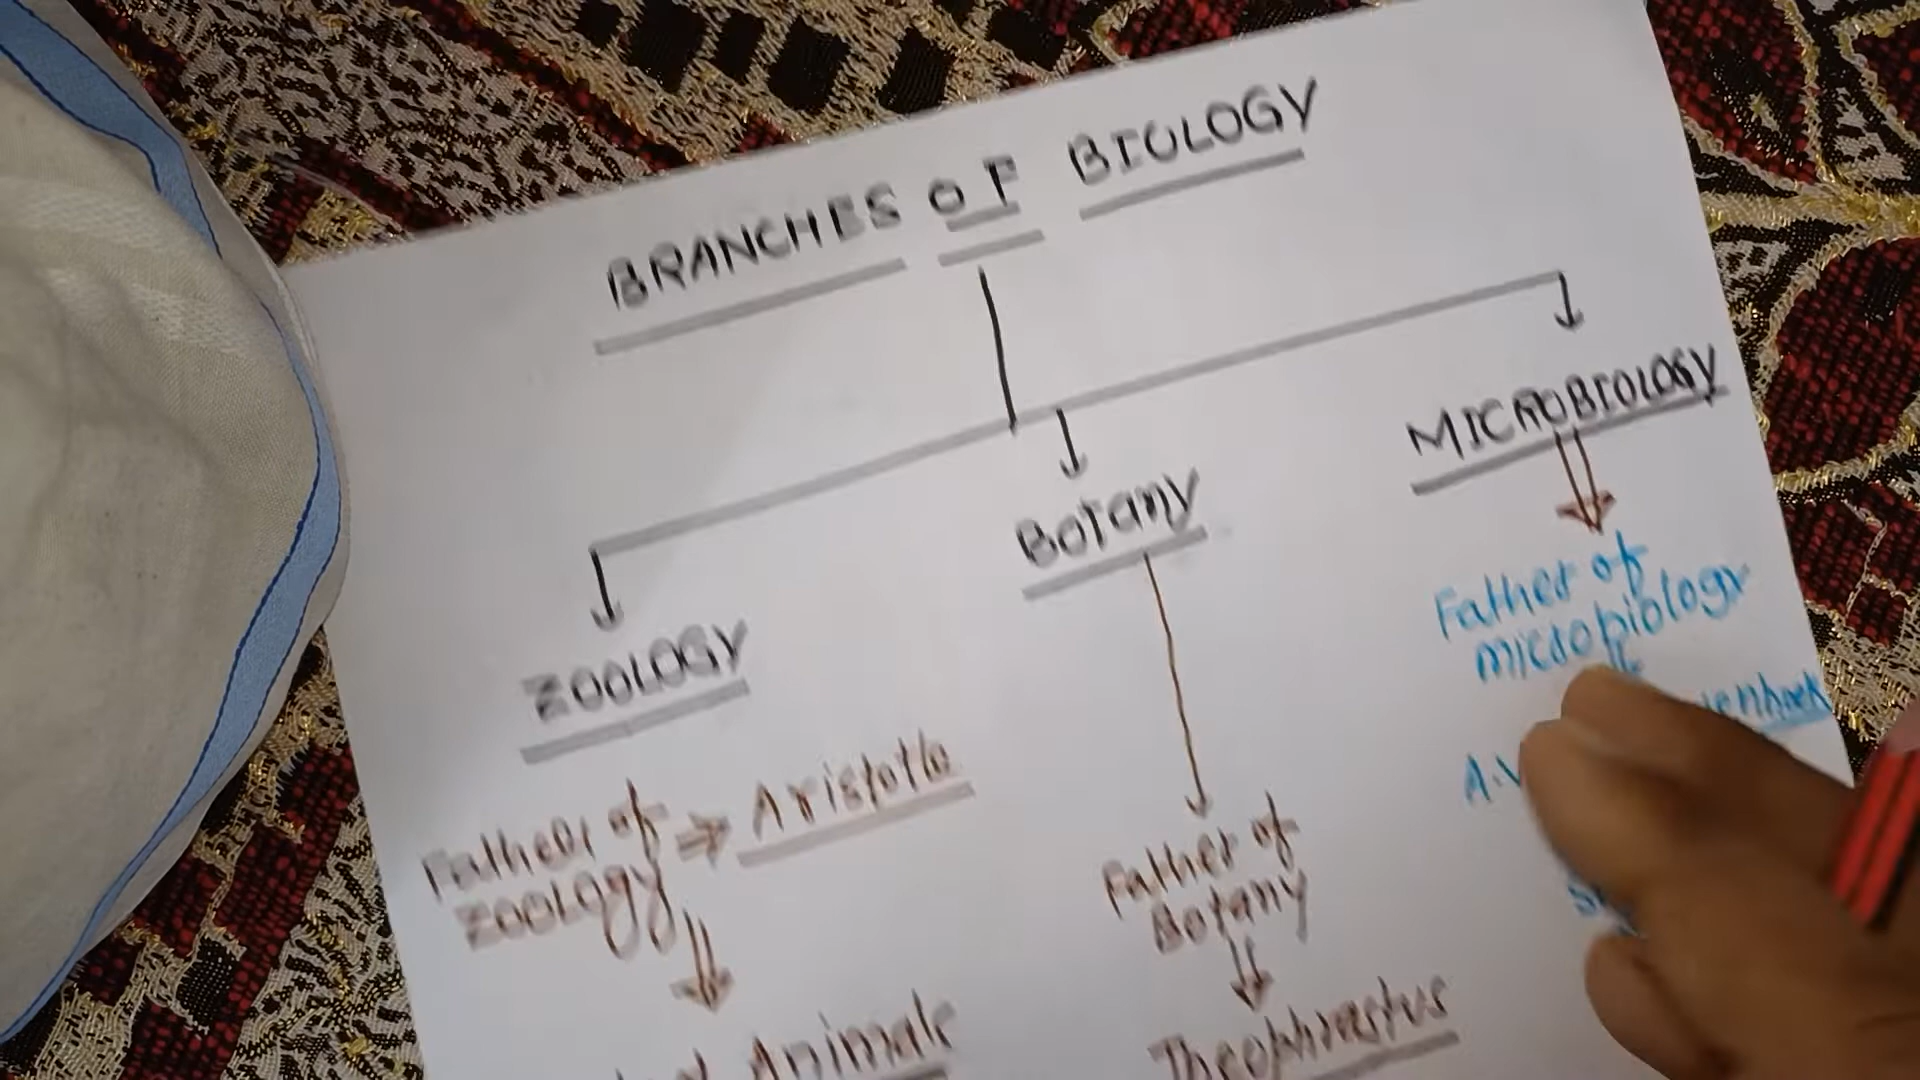 BRANCHES OF BIOLOGY
ZOOLOGY
Botany
MICROBIOLOGY
Father of
zoology ⇒ Aristotle
Animals
Father of
Botany
Theophrastus
Father of
microbiology
A.V